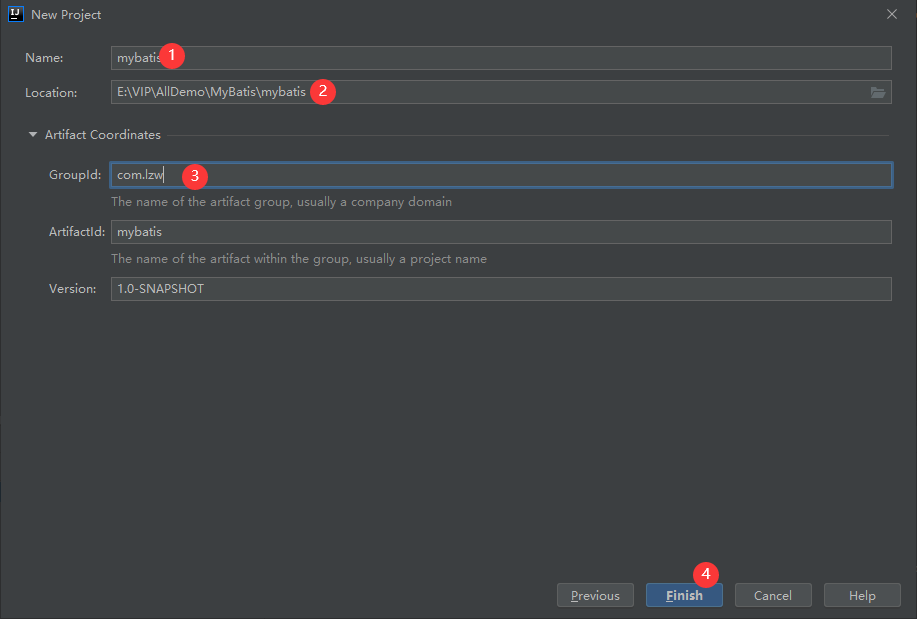 IJ New Project
Name: mybatis 1
Location: E:\VIP\AllDemo\MyBatis\mybatis 2
Artifact Coordinates
GroupId: com.lzw 3
The name of the artifact group, usually a company domain
ArtifactId: mybatis
The name of the artifact within the group, usually a project name
Version: 1.0-SNAPSHOT
4
Previous Finish Cancel Help